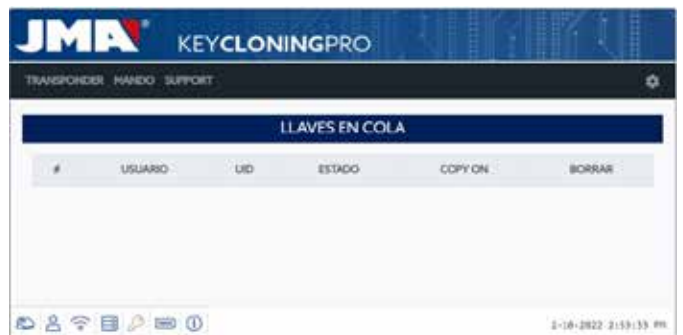 JMA® KEYCLONINGPRO
TRANSPONDER MANDO SUPPORT
LLAVES EN COLA
# USUARIO UID ESTADO COPY ON BORRAR
2-10-2022 2:53:33 PM